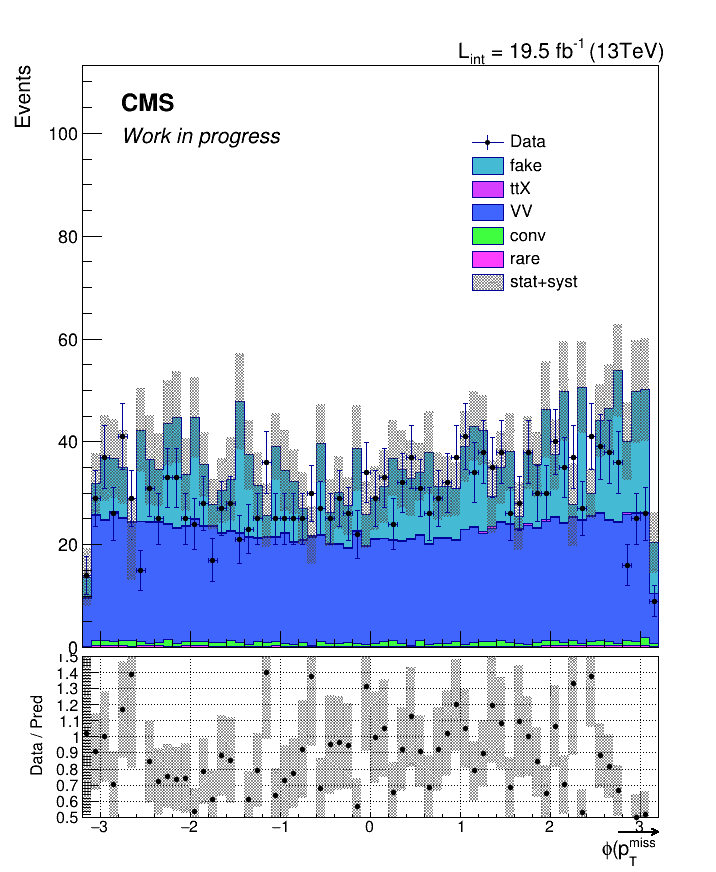 L_int = 19.5 fb^-1 (13TeV)
Events
CMS
Work in progress
100
80
60
40
20
0
Data
fake
ttX
VV
conv
rare
stat+syst
Data / Pred
1.5
1.4
1.3
1.2
1.1
1
0.9
0.8
0.7
0.6
0.5
−3 −2 −1 0 1 2 3
ϕ(p_T^miss